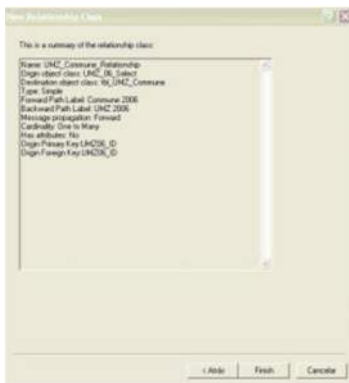 New Relationship Class
This is a summary of the relationship class:
Name: UMZ_Commune_Relationship
Origin object class: UMZ_06_Select
Destination object class: tbl_UMZ_Commune
Type: Simple
Forward Path Label: Commune 2006
Backward Path Label: UMZ 2006
Message propagation: Forward
Cardinality: One to Many
Has attributes: No
Origin Primary Key:UMZ06_ID
Origin Foreign Key:UMZ06_ID
< Atrás Finish Cancelar